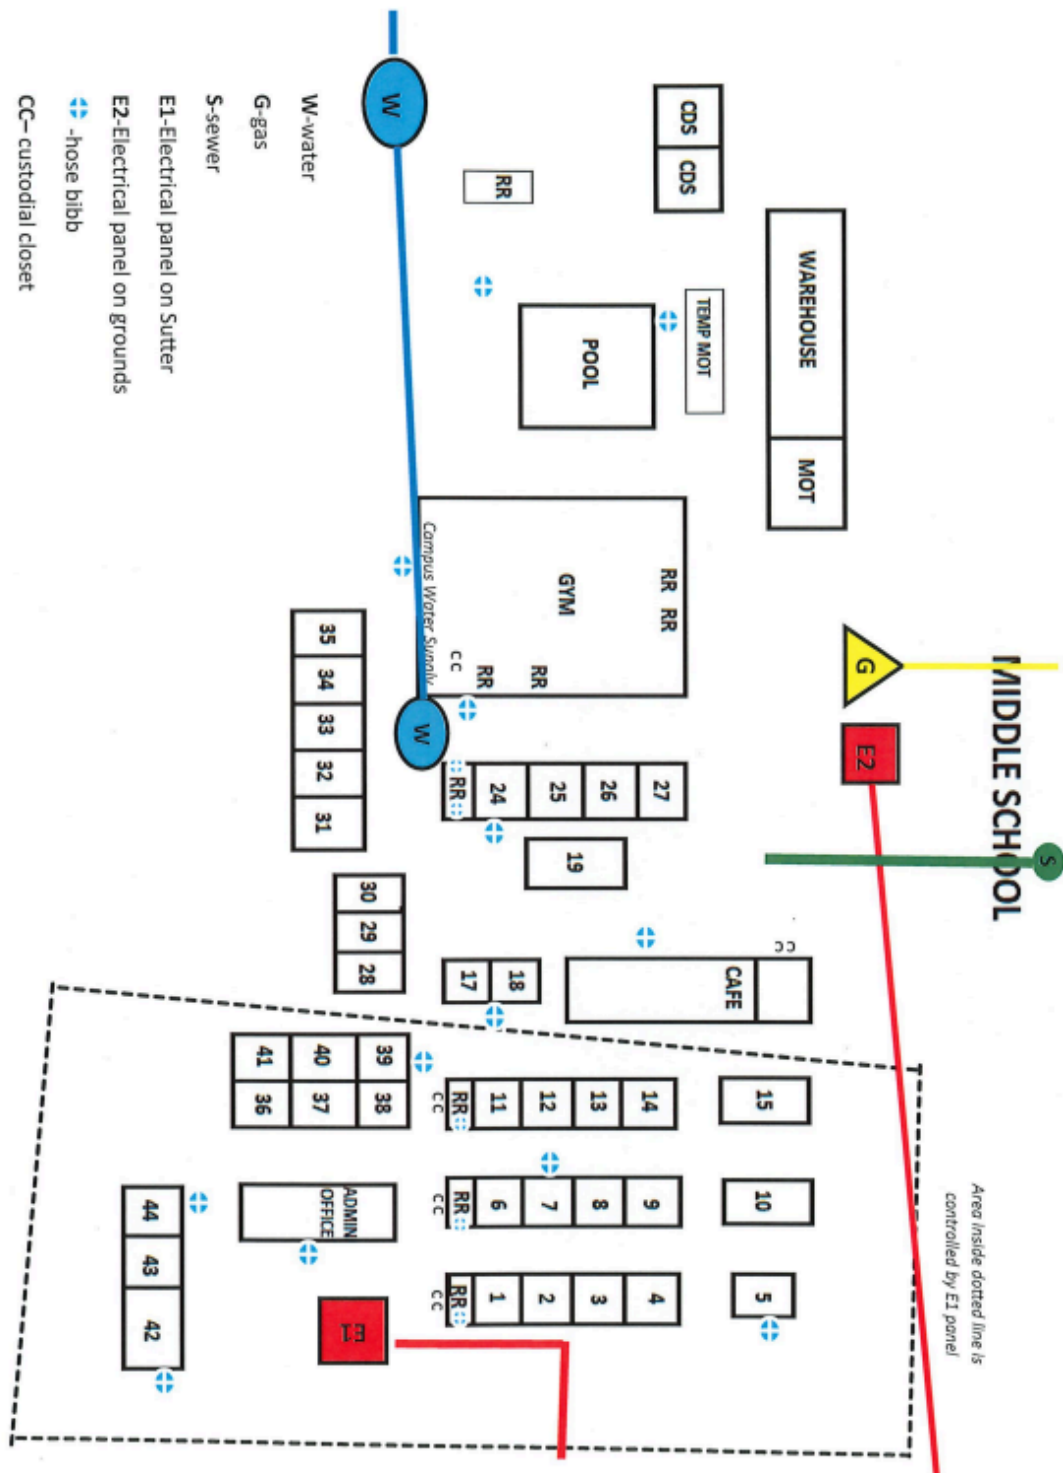 MIDDLE SCHOOL
S
G
E2
WAREHOUSE
MOT
CDS
CDS
TEMP MOT
RR
POOL
W
GYM
RR
RR
RR
RR
CC
Campus Water Supply
W
27
26
25
24
RR
19
35
34
33
32
31
30
29
28
CC
CAFE
18
17
15
14
13
12
11
RR
CC
39
40
41
38
37
36
10
9
8
7
6
RR
CC
ADMIN
OFFICE
5
4
3
2
1
RR
CC
E1
44
43
42
Area inside dotted line is
controlled by E1 panel
W-water
G-gas
S-sewer
E1-Electrical panel on Sutter
E2-Electrical panel on grounds
-hose bibb
CC– custodial closet